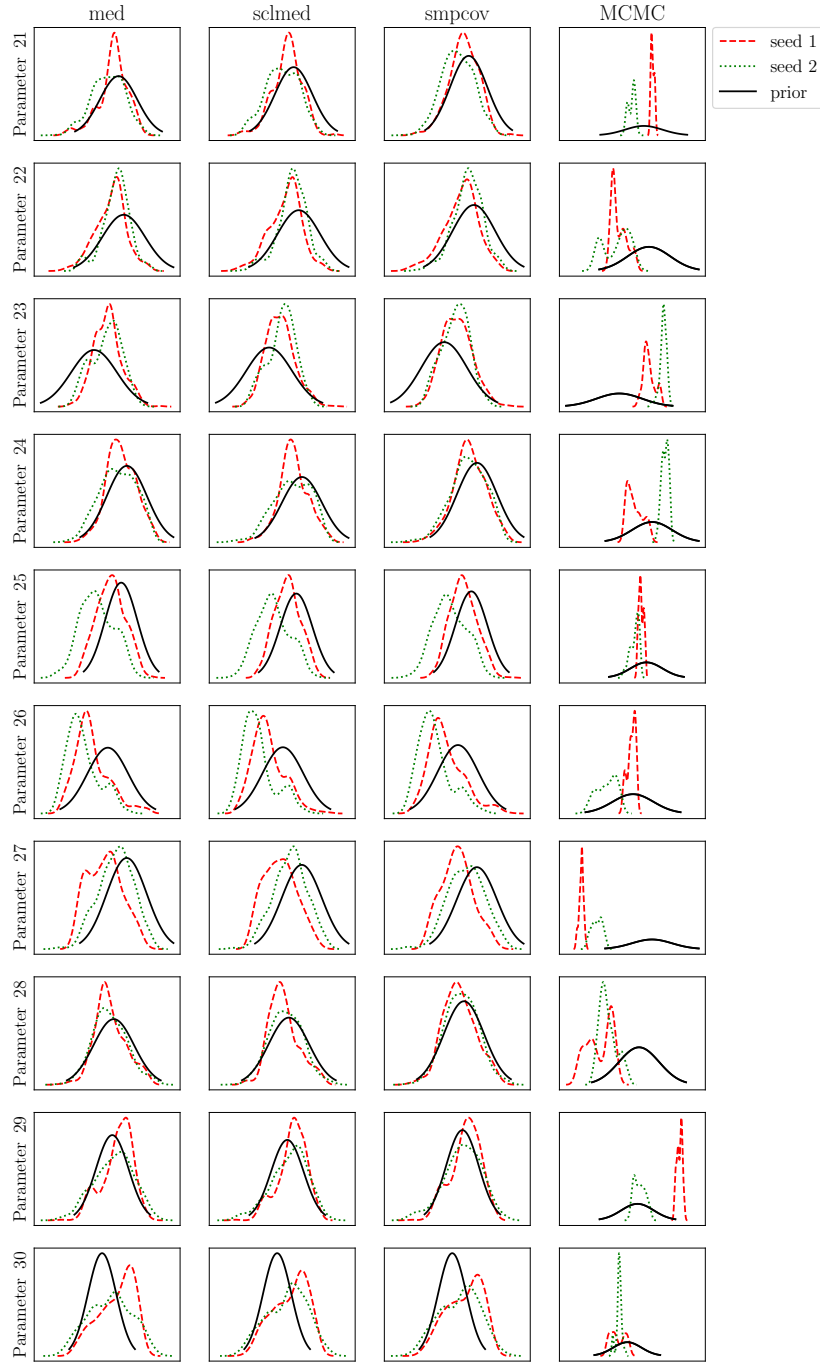 med sclmed smpcov MCMC
seed 1
seed 2
prior
Parameter 21
Parameter 22
Parameter 23
Parameter 24
Parameter 25
Parameter 26
Parameter 27
Parameter 28
Parameter 29
Parameter 30